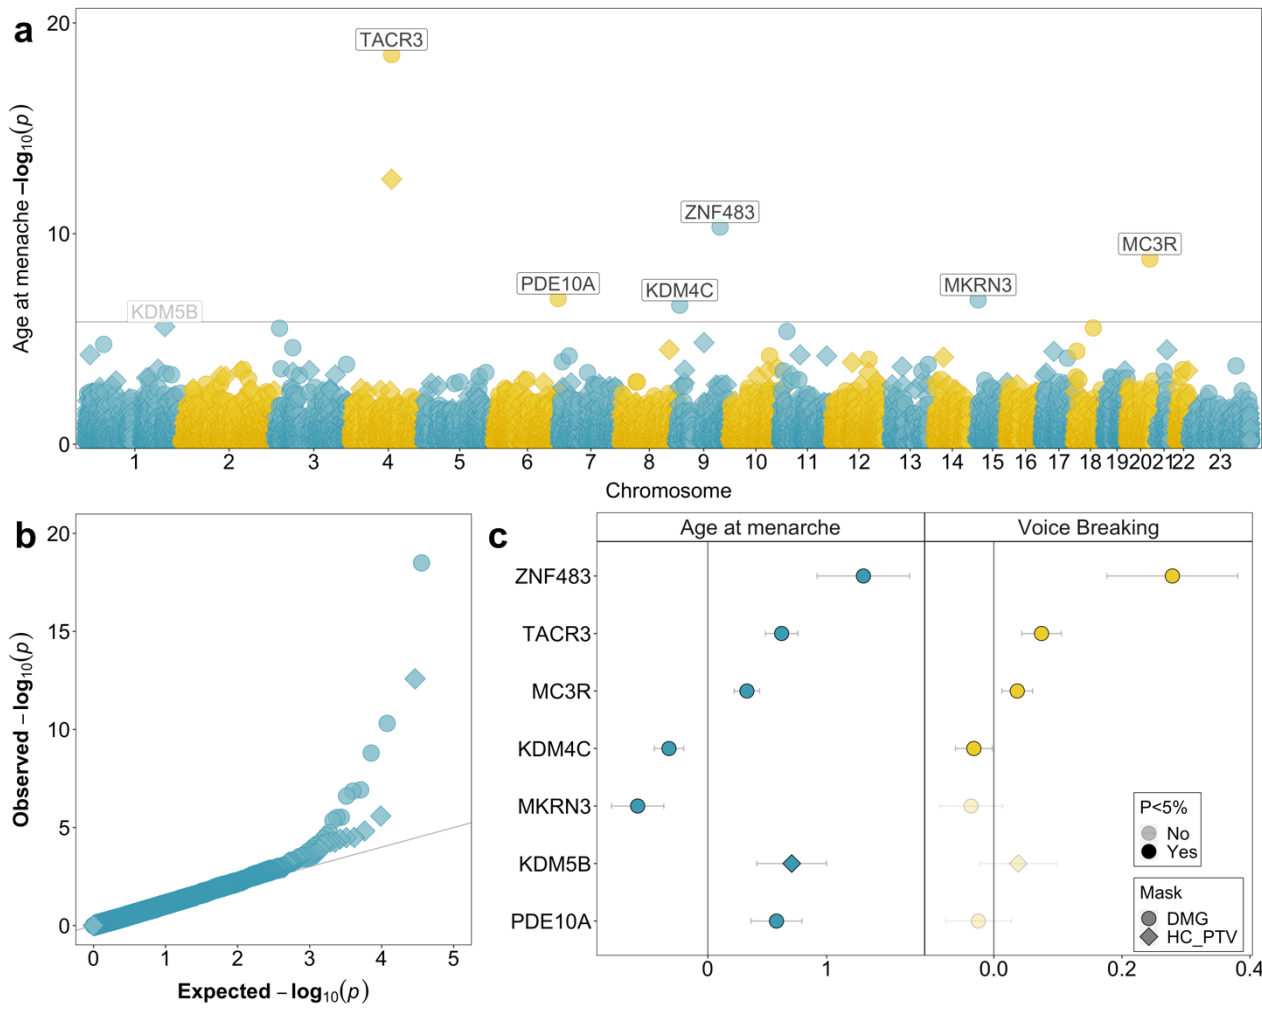 a
20
10
0
Age at menache –log10(p)
TACR3
ZNF483
MC3R
PDE10A
KDM4C
MKRN3
KDM5B
1 2 3 4 5 6 7 8 9 10 11 12 13 14 15 16 17 18 19 20 21 22 23
Chromosome
b
20
15
10
5
0
Observed –log10(p)
0 1 2 3 4 5
Expected –log10(p)
c
Age at menarche Voice Breaking
ZNF483
TACR3
MC3R
KDM4C
MKRN3
KDM5B
PDE10A
P<5%
No
Yes
Mask
DMG
HC_PTV
0 1 0.0 0.2 0.4